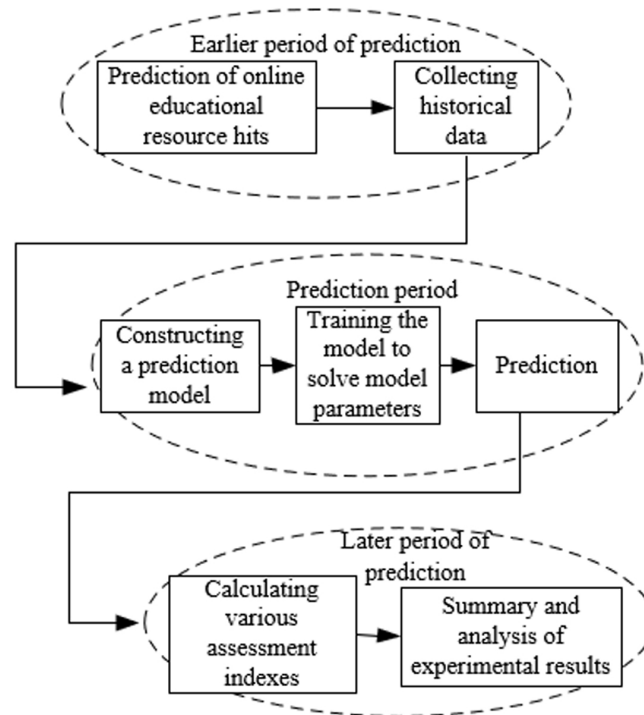 Earlier period of prediction
Prediction of online
educational
resource hits
Collecting
historical
data
Prediction period
Constructing
a prediction
model
Training the
model to
solve model
parameters
Prediction
Later period of
prediction
Calculating
various
assessment
indexes
Summary and
analysis of
experimental results